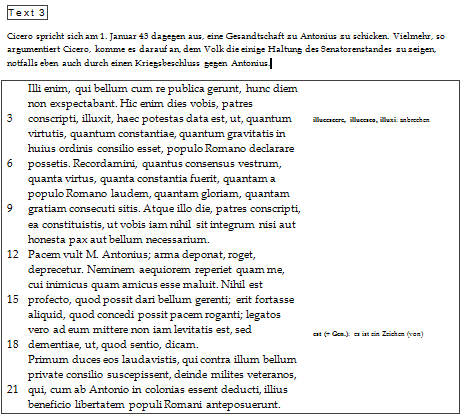 Text 3
Cicero spricht sich am 1. Januar 43 dagegen aus, eine Gesandtschaft zu Antonius zu schicken. Vielmehr, so
argumentiert Cicero, komme es darauf an, dem Volk die einige Haltung des Senatorenstandes zu zeigen,
notfalls eben auch durch einen Kriegsbeschluss gegen Antonius.
Illi enim, qui bellum cum re publica gerunt, hunc diem
non exspectabant. Hic enim dies vobis, patres
3 conscripti, illuxit, haec potestas data est, ut, quantum illucescere, illucesco, illuxi: anbrechen
virtutis, quantum constantiae, quantum gravitatis in
huius ordinis consilio esset, populo Romano declarare
6 possetis. Recordamini, quantus consensus vestrum,
quanta virtus, quanta constantia fuerit, quantam a
populo Romano laudem, quantam gloriam, quantam
9 gratiam consecuti sitis. Atque illo die, patres conscripti,
ea constituistis, ut vobis iam nihil sit integrum nisi aut
honesta pax aut bellum necessarium.
12 Pacem vult M. Antonius; arma deponat, roget,
deprecetur. Neminem aequiorem reperiet quam me,
cui inimicus quam amicus esse maluit. Nihil est
15 profecto, quod possit dari bellum gerenti; erit fortasse
aliquid, quod concedi possit pacem roganti; legatos
vero ad eum mittere non iam levitatis est, sed est (+ Gen.): es ist ein Zeichen (von)
18 dementiae, ut, quod sentio, dicam.
Primum duces eos laudavistis, qui contra illum bellum
private consilio suscepissent, deinde milites veteranos,
21 qui, cum ab Antonio in colonias essent deducti, illius
beneficio libertatem populi Romani anteposuerunt.